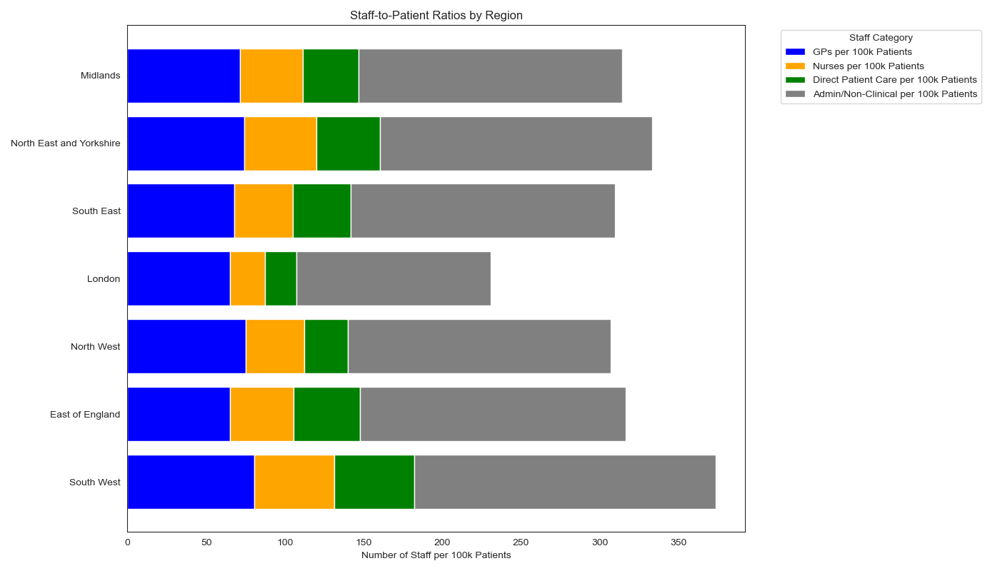 Staff-to-Patient Ratios by Region
Staff Category
GPs per 100k Patients
Nurses per 100k Patients
Direct Patient Care per 100k Patients
Admin/Non-Clinical per 100k Patients
Midlands
North East and Yorkshire
South East
London
North West
East of England
South West
0 50 100 150 200 250 300 350
Number of Staff per 100k Patients